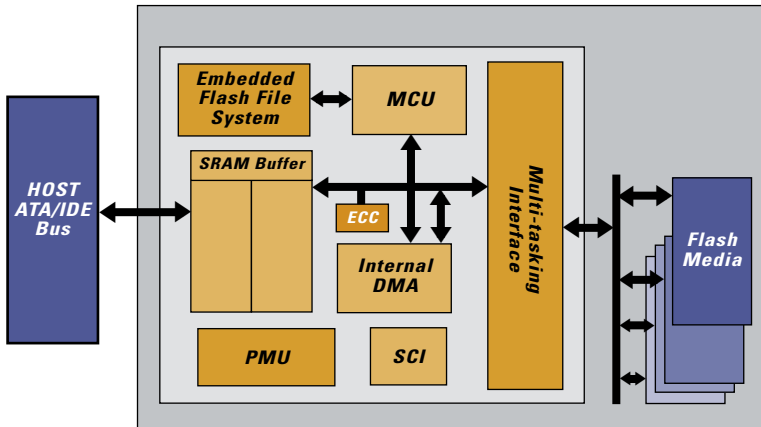 HOST
ATA/IDE
Bus
Embedded
Flash File
System
MCU
SRAM Buffer
ECC
Internal
DMA
PMU
SCI
Multi-tasking
Interface
Flash
Media